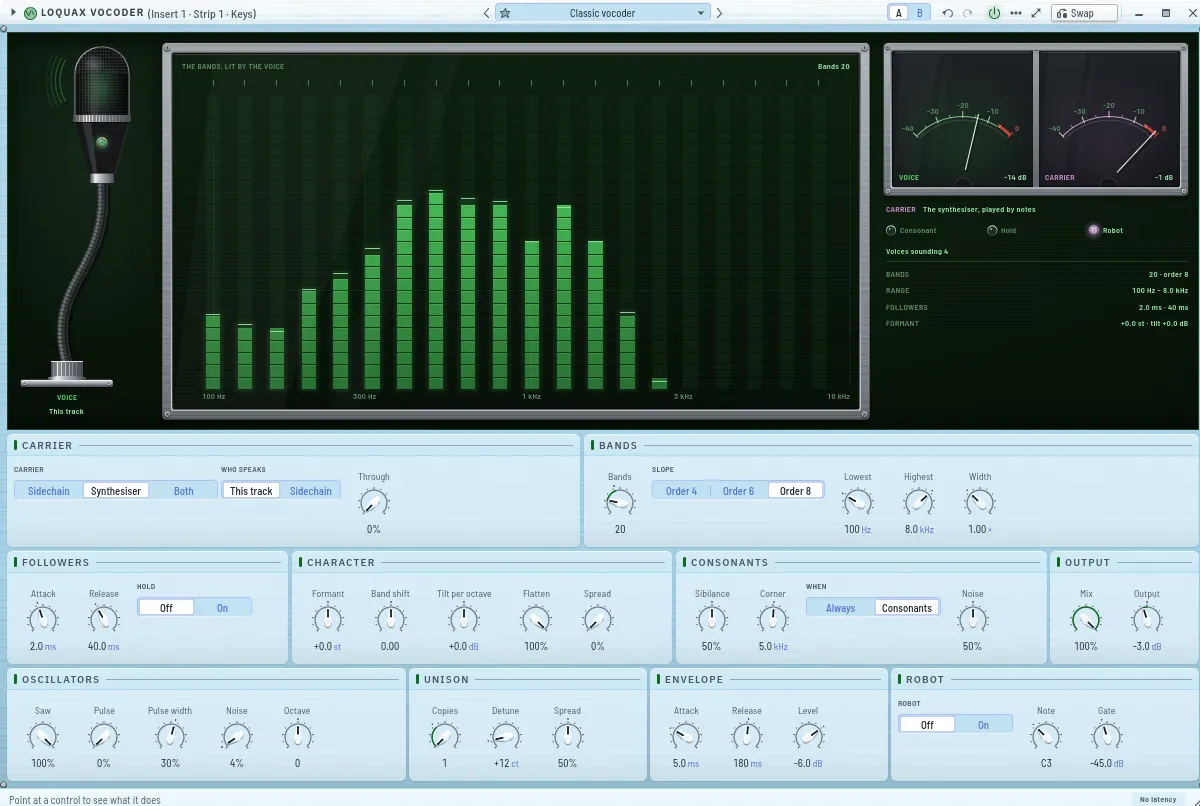 LOQUAX VOCODER (Insert 1 · Strip 1 · Keys)
Classic vocoder
A B
Swap
THE BANDS, LIT BY THE VOICE
Bands 20
100 Hz 300 Hz 1 kHz 3 kHz 10 kHz
VOICE
This track
-40 -30 -20 -10 0
VOICE -14 dB
-40 -30 -20 -10 0
CARRIER -1 dB
CARRIER The synthesiser, played by notes
Consonant Hold Robot
Voices sounding 4
BANDS 20 · order 8
RANGE 100 Hz – 8.0 kHz
FOLLOWERS 2.0 ms · 40 ms
FORMANT +0.0 st · tilt +0.0 dB
CARRIER
CARRIER
Sidechain Synthesiser Both
WHO SPEAKS
This track Sidechain
Through
0%
BANDS
Bands
20
SLOPE
Order 4 Order 6 Order 8
Lowest Highest Width
100 Hz 8.0 kHz 1.00 ×
FOLLOWERS
Attack Release
2.0 ms 40.0 ms
HOLD
Off On
CHARACTER
Formant Band shift Tilt per octave Flatten Spread
+0.0 st 0.00 +0.0 dB 100% 0%
CONSONANTS
Sibilance Corner
50% 5.0 kHz
WHEN
Always Consonants
Noise
50%
OUTPUT
Mix Output
100% -3.0 dB
OSCILLATORS
Saw Pulse Pulse width Noise Octave
100% 0% 30% 4% 0
UNISON
Copies Detune Spread
1 +12 ct 50%
ENVELOPE
Attack Release Level
5.0 ms 180 ms -6.0 dB
ROBOT
ROBOT
Off On
Note Gate
C3 -45.0 dB
Point at a control to see what it does
No latency